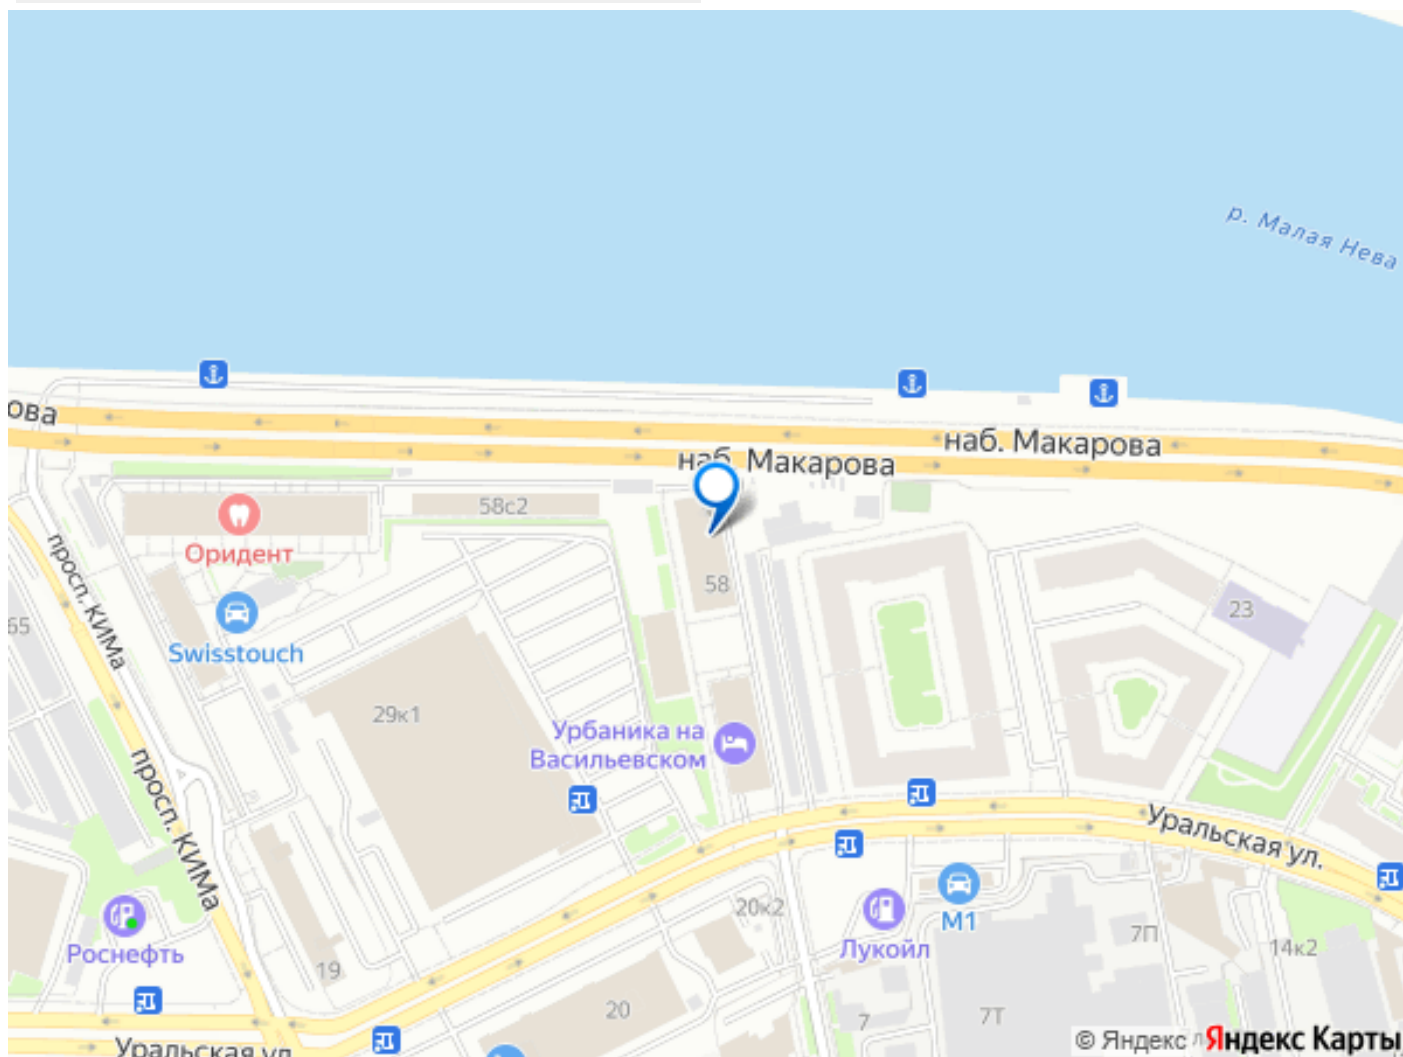 р. Малая Нева
ова
наб. Макарова
наб. Макарова
58с2
Оридент
просп. КИМа
58
65
23
Swisstouch
29к1
Урбаника на
Васильевском
просп. КИМа
Уральская ул.
М1
20к2
Лукойл
7П
Роснефть
14к2
19
20
7
7Т
Уральская ул
© Яндекс
Яндекс Карты